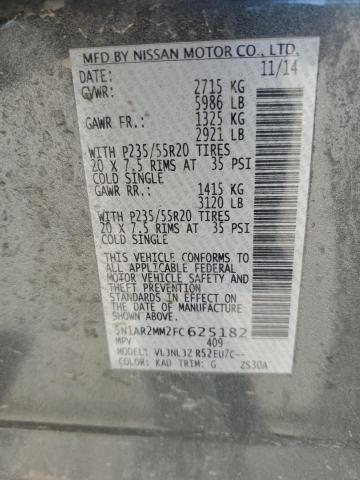 MFD BY NISSAN MOTOR CO., LTD.
DATE: 11/14
GVWR: 2715 KG
5986 LB
GAWR FR.: 1325 KG
2921 LB
WITH P235/55R20 TIRES
20 X 7.5 RIMS AT 35 PSI
COLD SINGLE
GAWR RR.: 1415 KG
3120 LB
WITH P235/55R20 TIRES
20 X 7.5 RIMS AT 35 PSI
COLD SINGLE
THIS VEHICLE CONFORMS TO
ALL APPLICABLE FEDERAL
MOTOR VEHICLE SAFETY AND
THEFT PREVENTION
STANDARDS IN EFFECT ON
THE DATE OF MANUFACTURE
SHOWN ABOVE.
5N1AR2MM2FC625182
MPV 409
MODEL: VLJNLJZ R52EU7C--
COLOR: KAD TRIM: G ZS30A